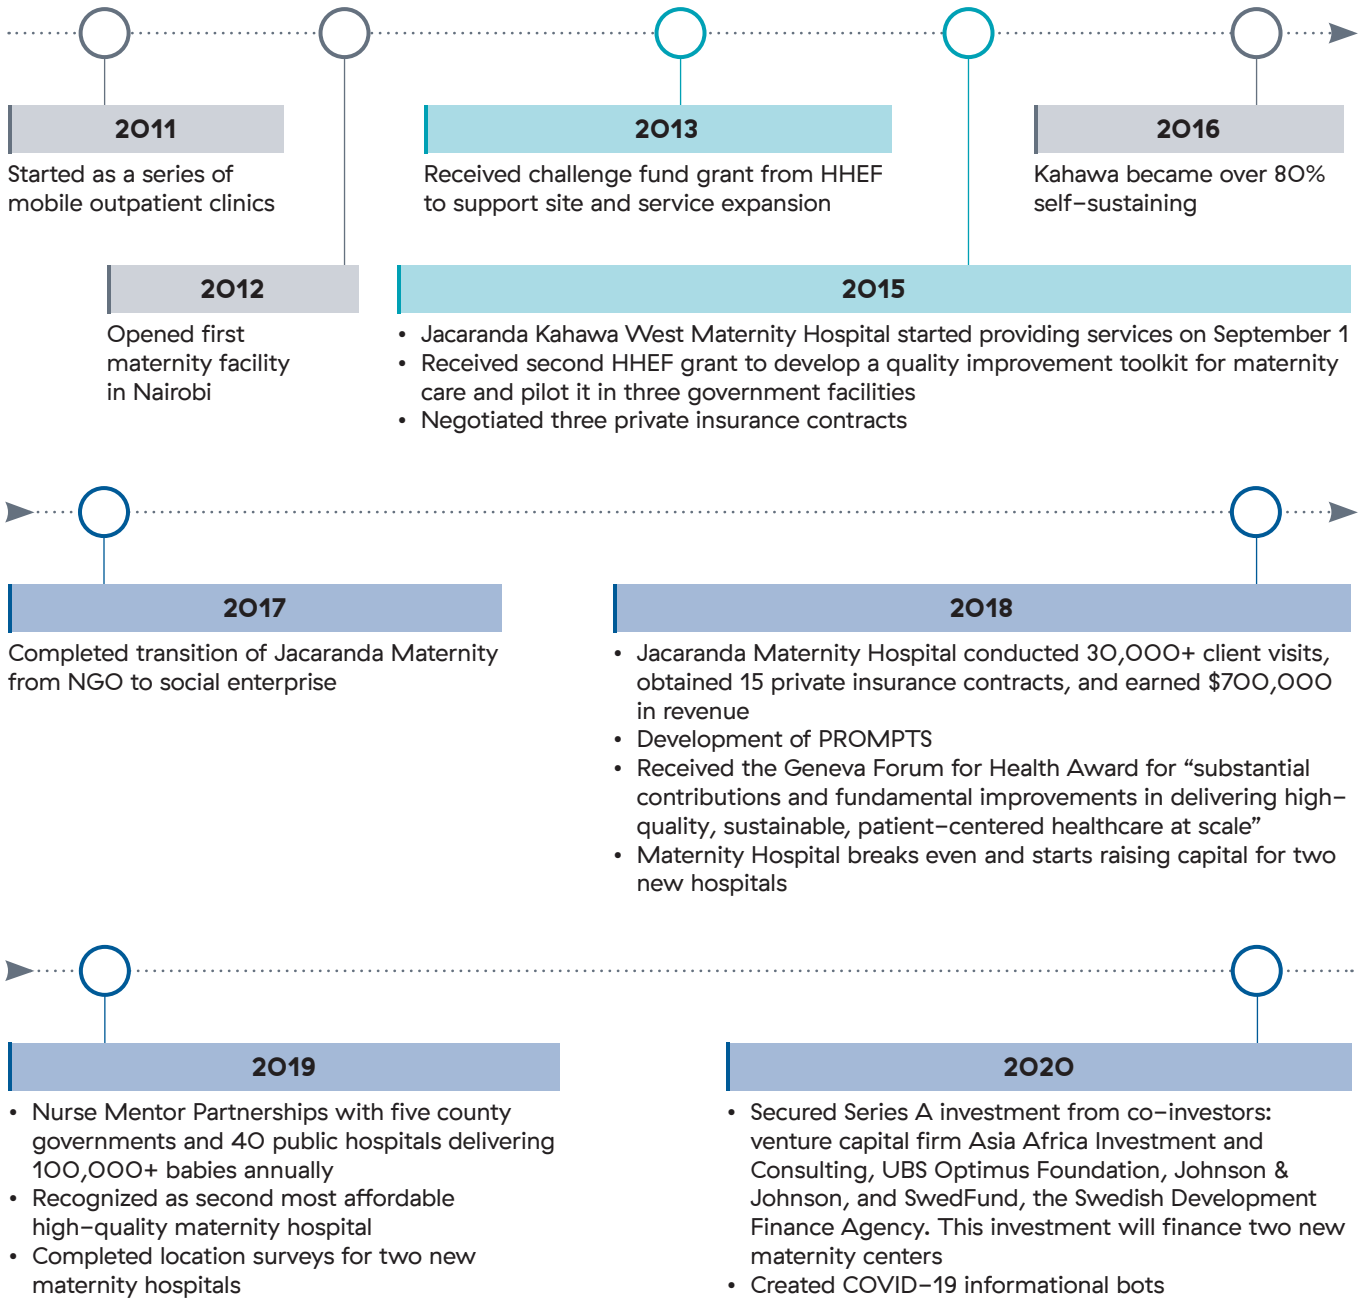 2011
Started as a series of
mobile outpatient clinics
2012
Opened first
maternity facility
in Nairobi
2013
Received challenge fund grant from HHEF
to support site and service expansion
2015
• Jacaranda Kahawa West Maternity Hospital started providing services on September 1
• Received second HHEF grant to develop a quality improvement toolkit for maternity
care and pilot it in three government facilities
• Negotiated three private insurance contracts
2016
Kahawa became over 80%
self-sustaining
2017
Completed transition of Jacaranda Maternity
from NGO to social enterprise
2018
• Jacaranda Maternity Hospital conducted 30,000+ client visits,
obtained 15 private insurance contracts, and earned $700,000
in revenue
• Development of PROMPTS
• Received the Geneva Forum for Health Award for “substantial
contributions and fundamental improvements in delivering high-
quality, sustainable, patient-centered healthcare at scale”
• Maternity Hospital breaks even and starts raising capital for two
new hospitals
2019
• Nurse Mentor Partnerships with five county
governments and 40 public hospitals delivering
100,000+ babies annually
• Recognized as second most affordable
high-quality maternity hospital
• Completed location surveys for two new
maternity hospitals
2020
• Secured Series A investment from co-investors:
venture capital firm Asia Africa Investment and
Consulting, UBS Optimus Foundation, Johnson &
Johnson, and SwedFund, the Swedish Development
Finance Agency. This investment will finance two new
maternity centers
• Created COVID-19 informational bots